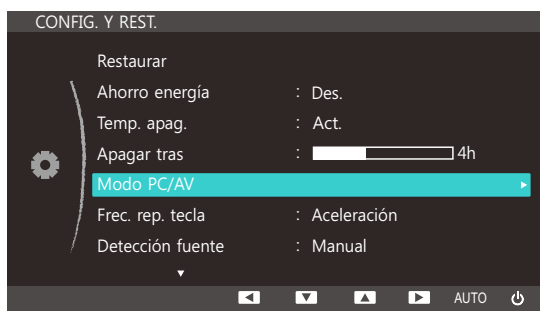 CONFIG. Y REST.
Restaurar
Ahorro energía : Des.
Temp. apag. : Act.
Apagar tras : 4h
Modo PC/AV
Frec. rep. tecla : Aceleración
Detección fuente : Manual
AUTO